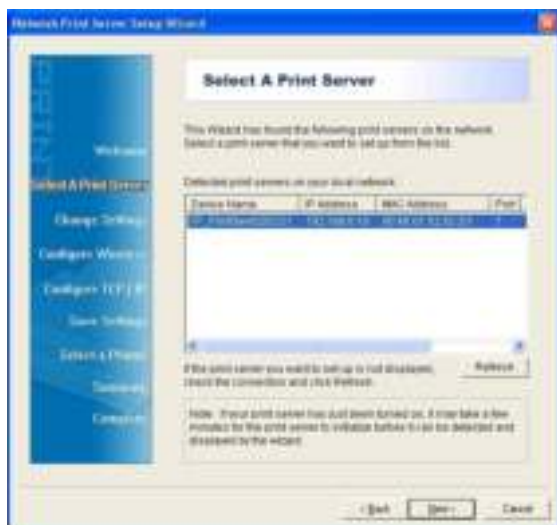 Network Print Server Setup Wizard
Select A Print Server
Welcome
Select A Print Server
Change Settings
Configure Wireless
Configure TCP/IP
Save Settings
Select a Printer
Summary
Complete
This Wizard has found the following print servers on the network.
Select a print server that you want to set up from the list.
Detected print servers on your local network:
Device Name IP Address MAC Address Port
If the print server you want to set up is not displayed,
check the connection and click Refresh.
Refresh
Note: If your print server has just been turned on, it may take a few
minutes for the print server to initialize before it can be detected and
displayed by the wizard.
< Back Next > Cancel